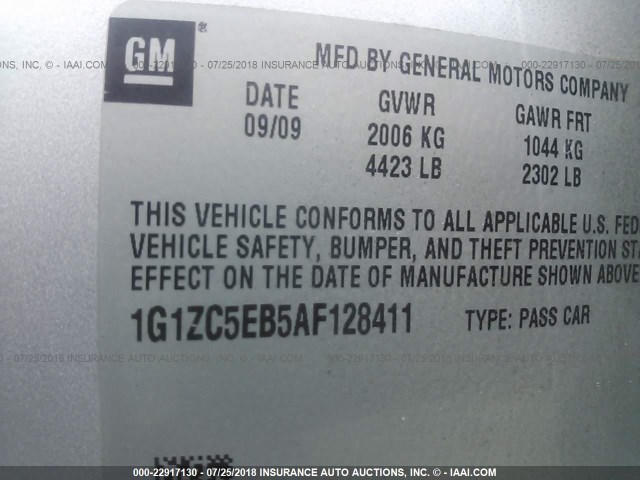 GM ®
MFD BY GENERAL MOTORS COMPANY
DATE GVWR GAWR FRT
09/09 2006 KG 1044 KG
4423 LB 2302 LB
THIS VEHICLE CONFORMS TO ALL APPLICABLE U.S. FED
VEHICLE SAFETY, BUMPER, AND THEFT PREVENTION STA
EFFECT ON THE DATE OF MANUFACTURE SHOWN ABOVE
1G1ZC5EB5AF128411 TYPE: PASS CAR
000-22917130 - 07/25/2018 INSURANCE AUTO AUCTIONS, INC. - IAAI.COM